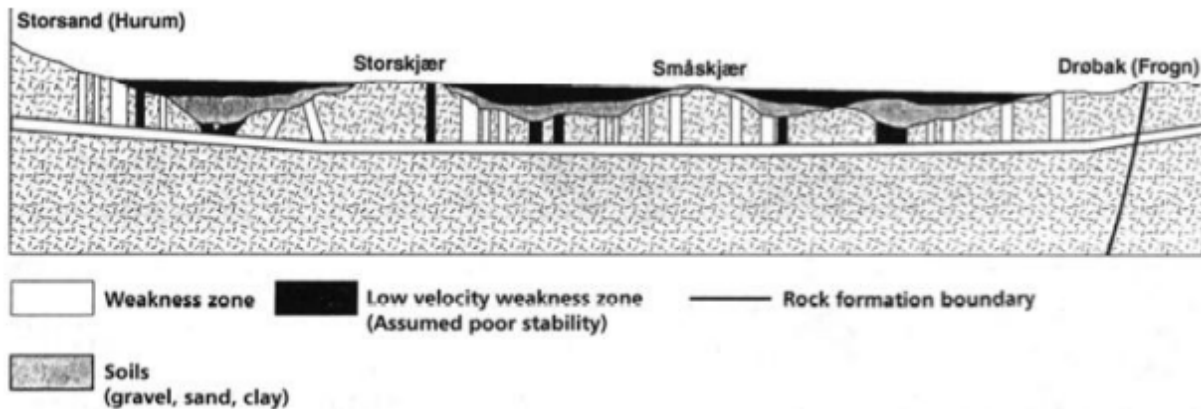 Storsand (Hurum)
Storskjær
Småskjær
Drøbak (Frogn)
Weakness zone
Low velocity weakness zone
(Assumed poor stability)
Rock formation boundary
Soils
(gravel, sand, clay)